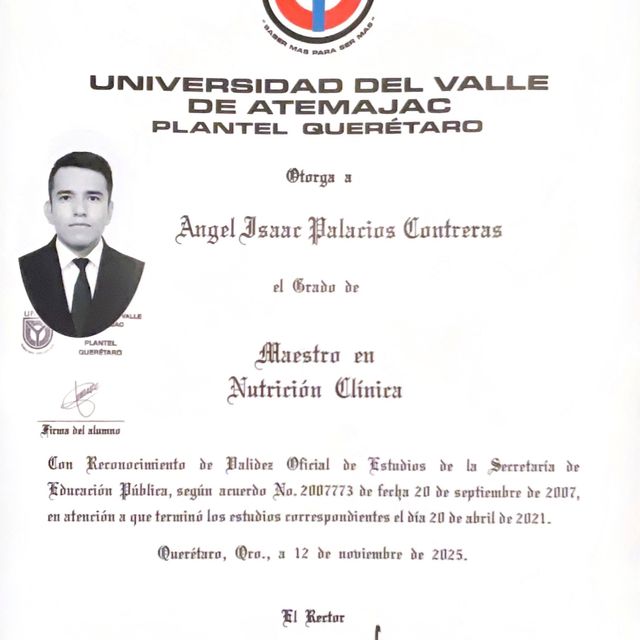 "SABER MAS PARA SER MAS"
UNIVERSIDAD DEL VALLE
DE ATEMAJAC
PLANTEL QUERÉTARO
Otorga a
Angel Isaac Palacios Contreras
el Grado de
Maestro en
Nutrición Clínica
VALLE
PLANTEL
QUERÉTARO
Firma del alumno
Con Reconocimiento de Validez Oficial de Estudios de la Secretaría de
Educación Pública, según acuerdo No. 2007773 de fecha 20 de septiembre de 2007,
en atención a que terminó los estudios correspondientes el día 20 de abril de 2021.
Querétaro, Qro., a 12 de noviembre de 2025.
El Rector